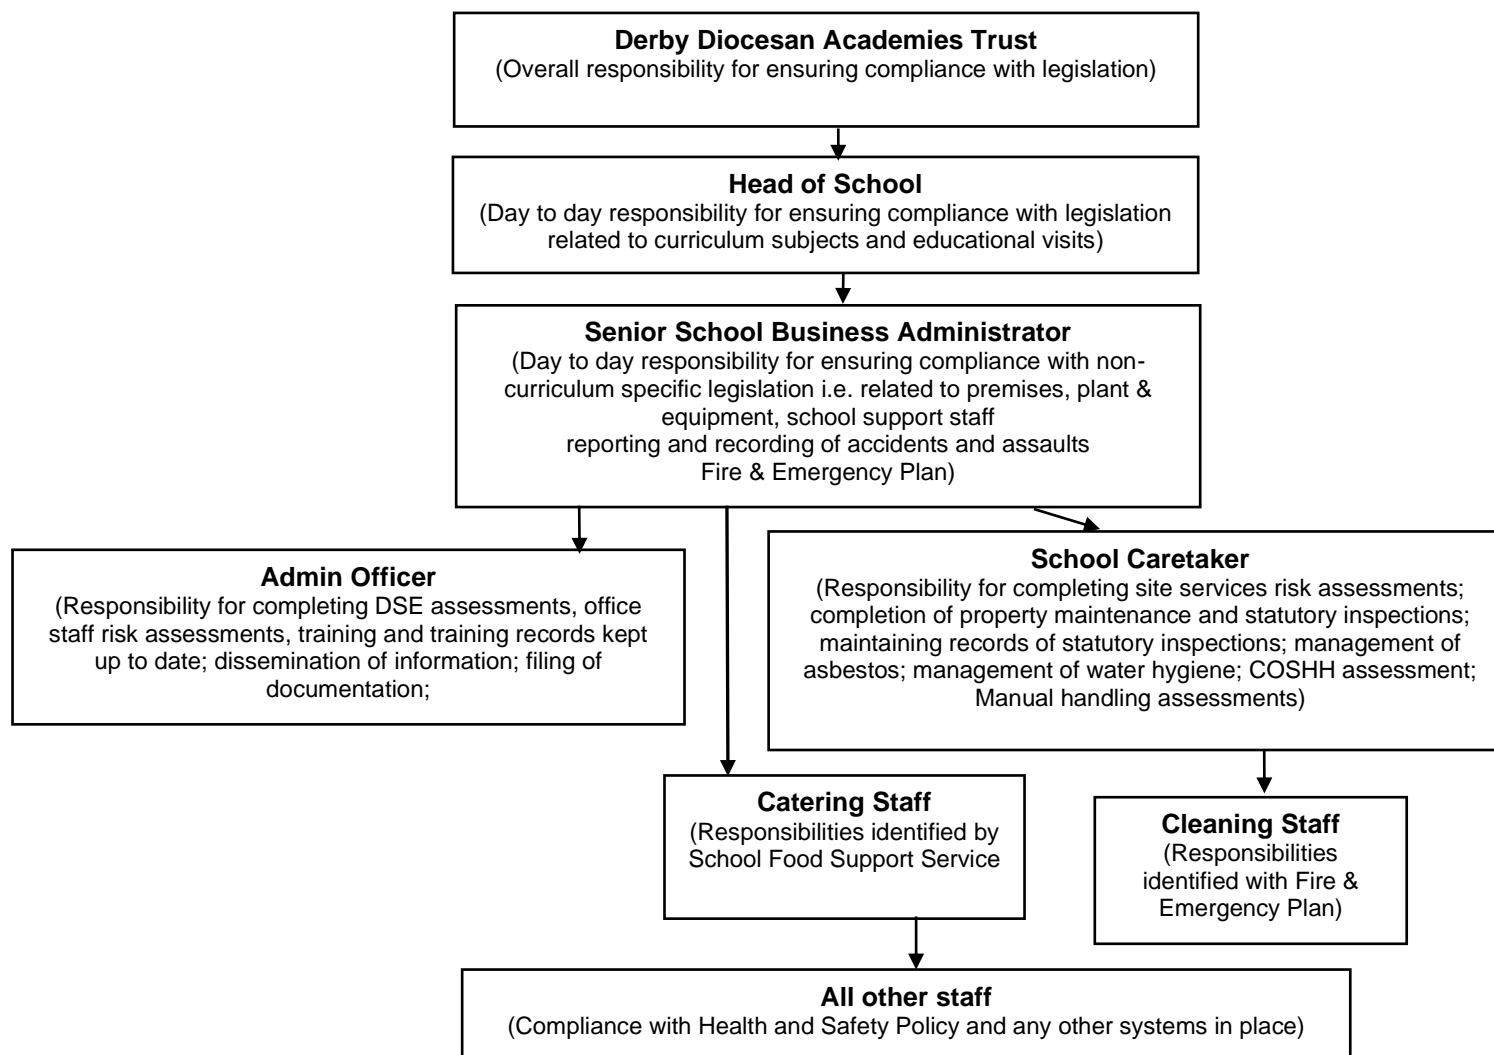 Derby Diocesan Academies Trust
(Overall responsibility for ensuring compliance with legislation)
Head of School
(Day to day responsibility for ensuring compliance with legislation
related to curriculum subjects and educational visits)
Senior School Business Administrator
(Day to day responsibility for ensuring compliance with non-
curriculum specific legislation i.e. related to premises, plant &
equipment, school support staff
reporting and recording of accidents and assaults
Fire & Emergency Plan)
Admin Officer
(Responsibility for completing DSE assessments, office
staff risk assessments, training and training records kept
up to date; dissemination of information; filing of
documentation;
School Caretaker
(Responsibility for completing site services risk assessments;
completion of property maintenance and statutory inspections;
maintaining records of statutory inspections; management of
asbestos; management of water hygiene; COSHH assessment;
Manual handling assessments)
Catering Staff
(Responsibilities identified by
School Food Support Service
Cleaning Staff
(Responsibilities
identified with Fire &
Emergency Plan)
All other staff
(Compliance with Health and Safety Policy and any other systems in place)